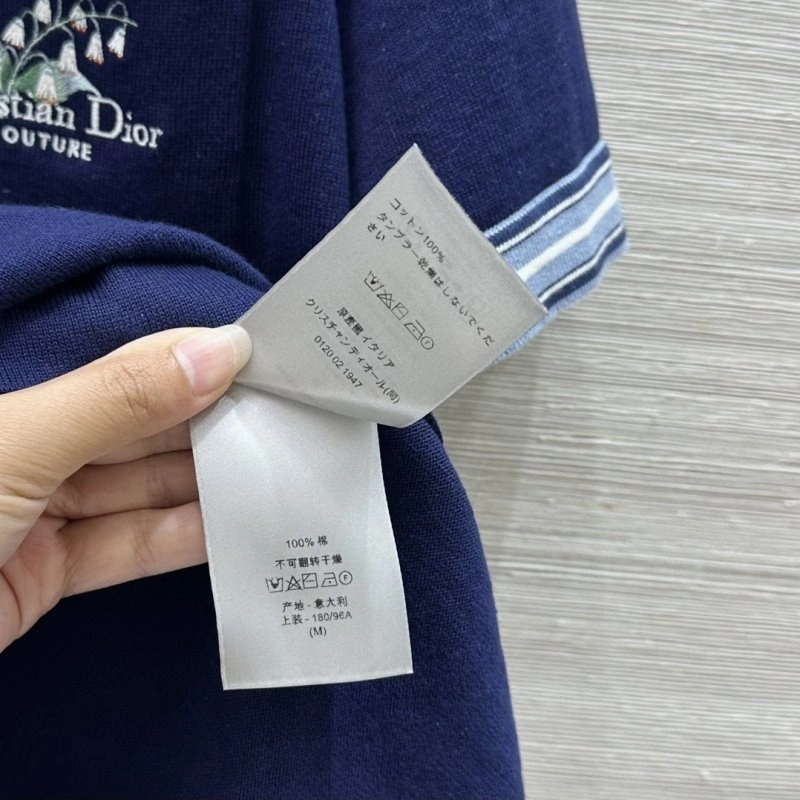 stian Dior
OUTURE
コットン100%
タンブラー乾燥はしないでくだ
さい
原産國 イタリア
クリスチャンディオール(同)
0120 02 1947
100% 棉
不可翻转干燥
F
产地 - 意大利
上装 - 180/96A
(M)